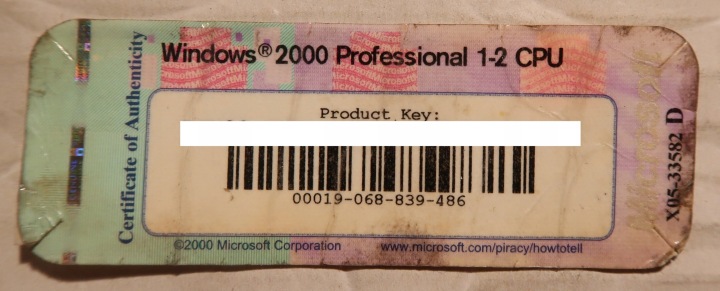 Windows® 2000 Professional 1-2 CPU
Certificate of Authenticity
Product Key:
00019-068-839-486
©2000 Microsoft Corporation
www.microsoft.com/piracy/howtotell
Microsoft
X05-33582 D